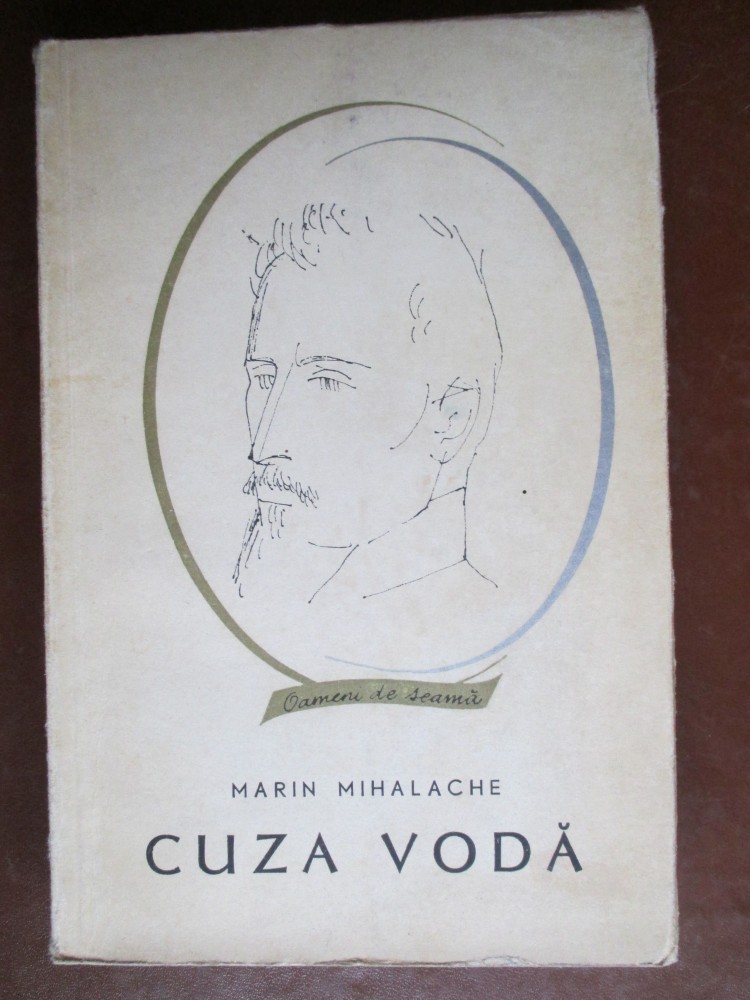 Oameni de seamă
MARIN MIHALACHE
CUZA VODĂ